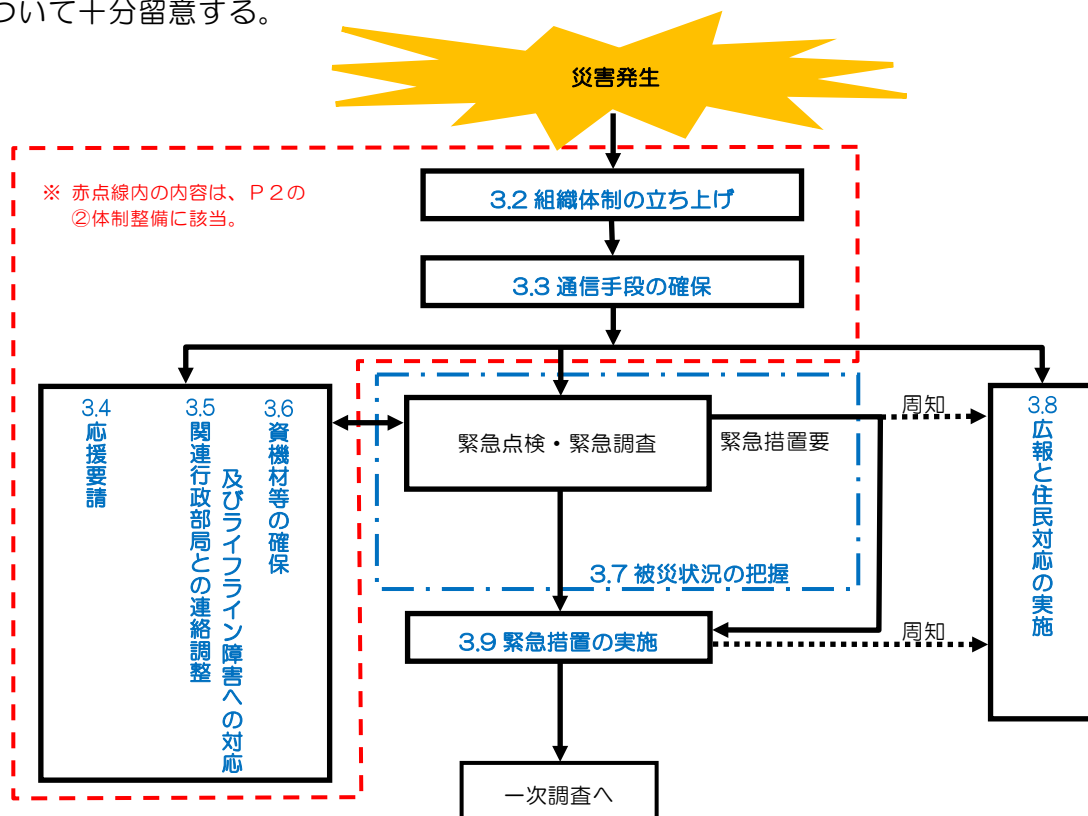 ついて十分留意する。
災害発生
※ 赤点線内の内容は、P2の
②体制整備に該当。
3.2 組織体制の立ち上げ
3.3 通信手段の確保
3.4 応援要請
3.5 関連行政部局との連絡調整
及びライフライン障害への対応
3.6 資機材等の確保
緊急点検・緊急調査
緊急措置要
周知
3.8 広報と住民対応の実施
3.7 被災状況の把握
3.9 緊急措置の実施
周知
一次調査へ